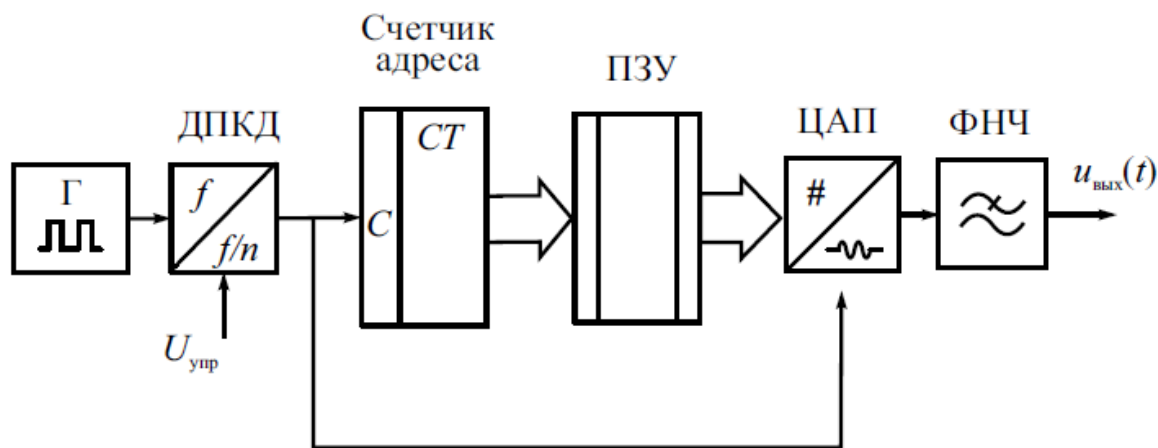 Счетчик
адреса
ПЗУ
ДПКД
ЦАП
ФНЧ
Г
f
f/n
C
CT
#
uвых(t)
Uупр